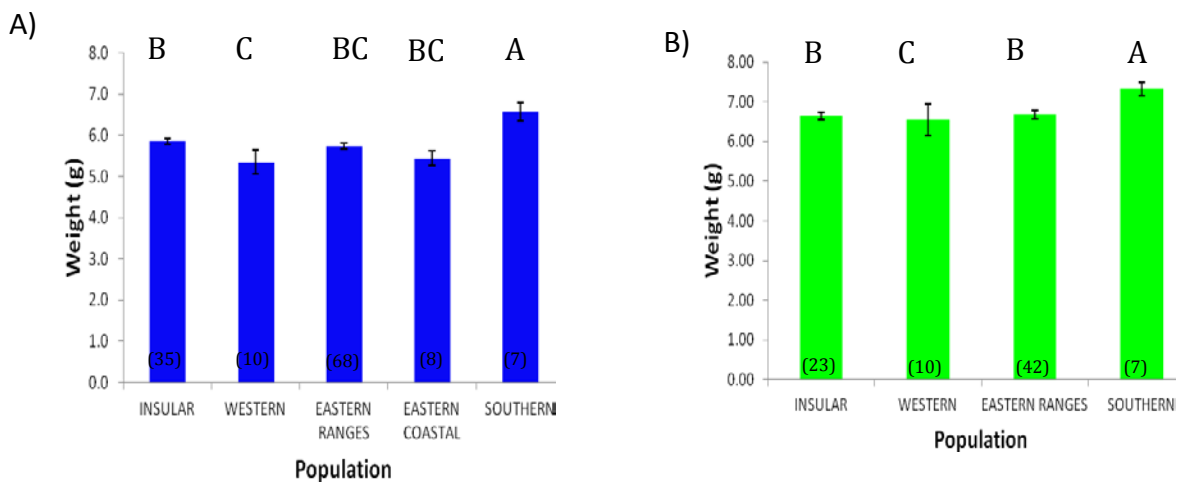 A)
B C BC BC A
8.0
7.0
6.0
5.0
4.0
3.0
2.0
1.0
0.0
Weight (g)
(35) (10) (68) (8) (7)
INSULAR WESTERN EASTERN RANGES EASTERN COASTAL SOUTHERN
Population
B)
B C B A
8.00
7.00
6.00
5.00
4.00
3.00
2.00
1.00
0.00
Weight (g)
(23) (10) (42) (7)
INSULAR WESTERN EASTERN RANGES SOUTHERN
Population